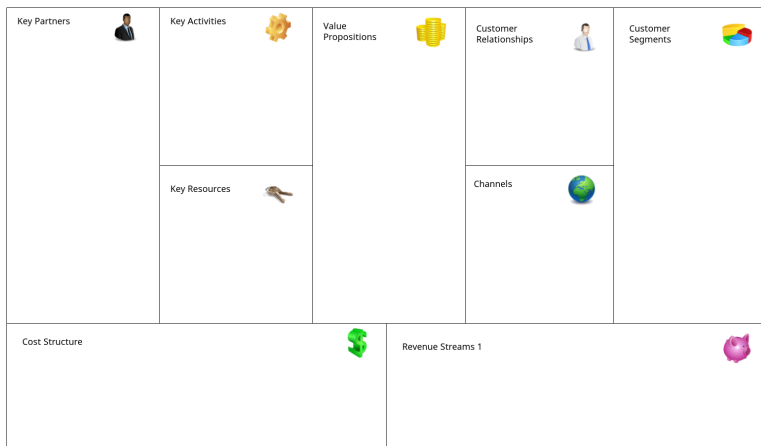 Key Partners
Key Activities
Value
Propositions
Customer
Relationships
Customer
Segments
Key Resources
Channels
Cost Structure
Revenue Streams 1